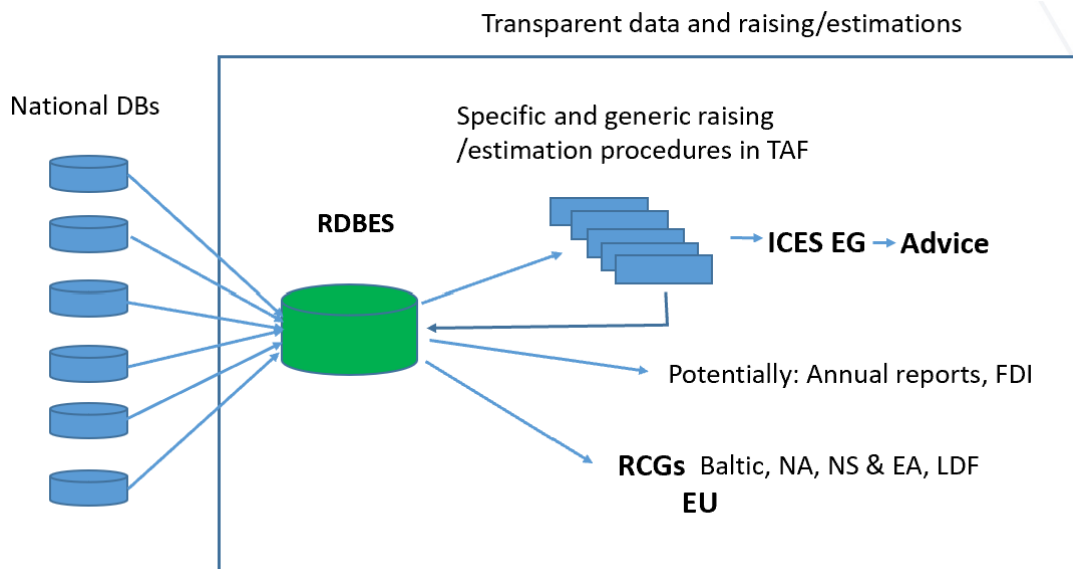 Transparent data and raising/estimations
National DBs
Specific and generic raising
/estimation procedures in TAF
RDBES
ICES EG
Advice
Potentially: Annual reports, FDI
RCGs Baltic, NA, NS & EA, LDF
EU